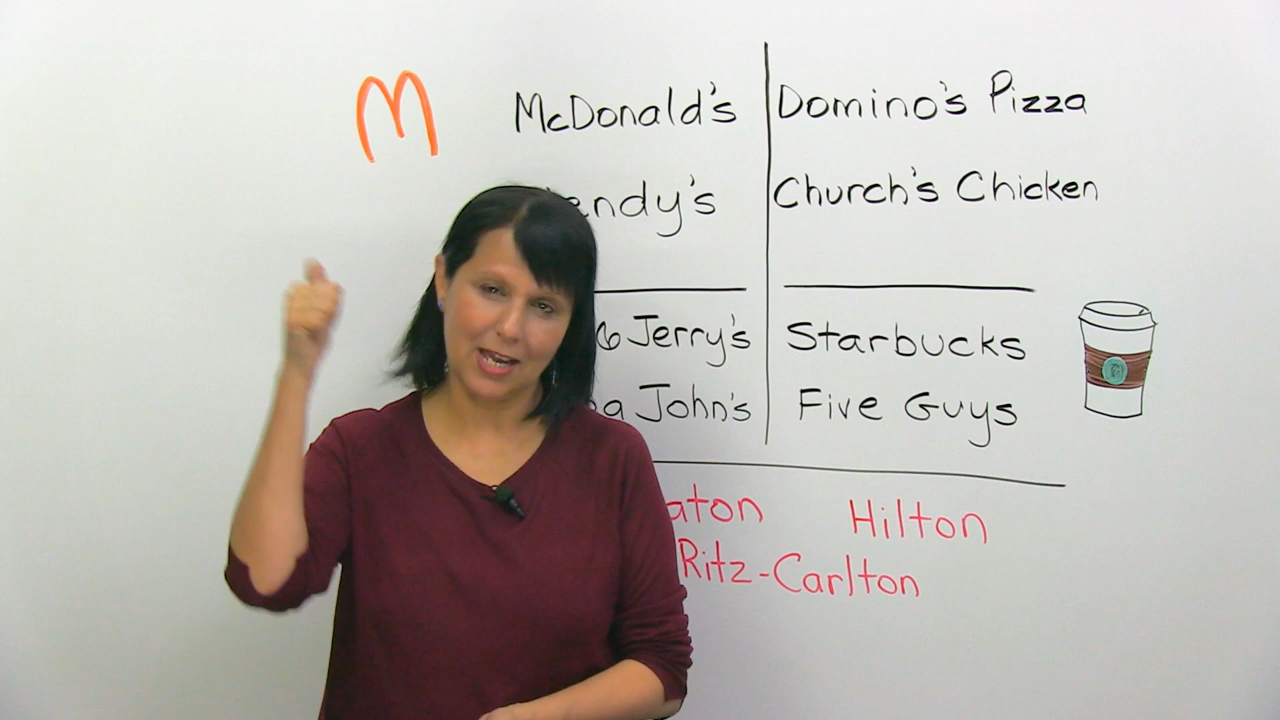 M McDonald's Domino's Pizza
endy's Church's Chicken
Jerry's Starbucks
a John's Five Guys
aton Hilton
Ritz-Carlton